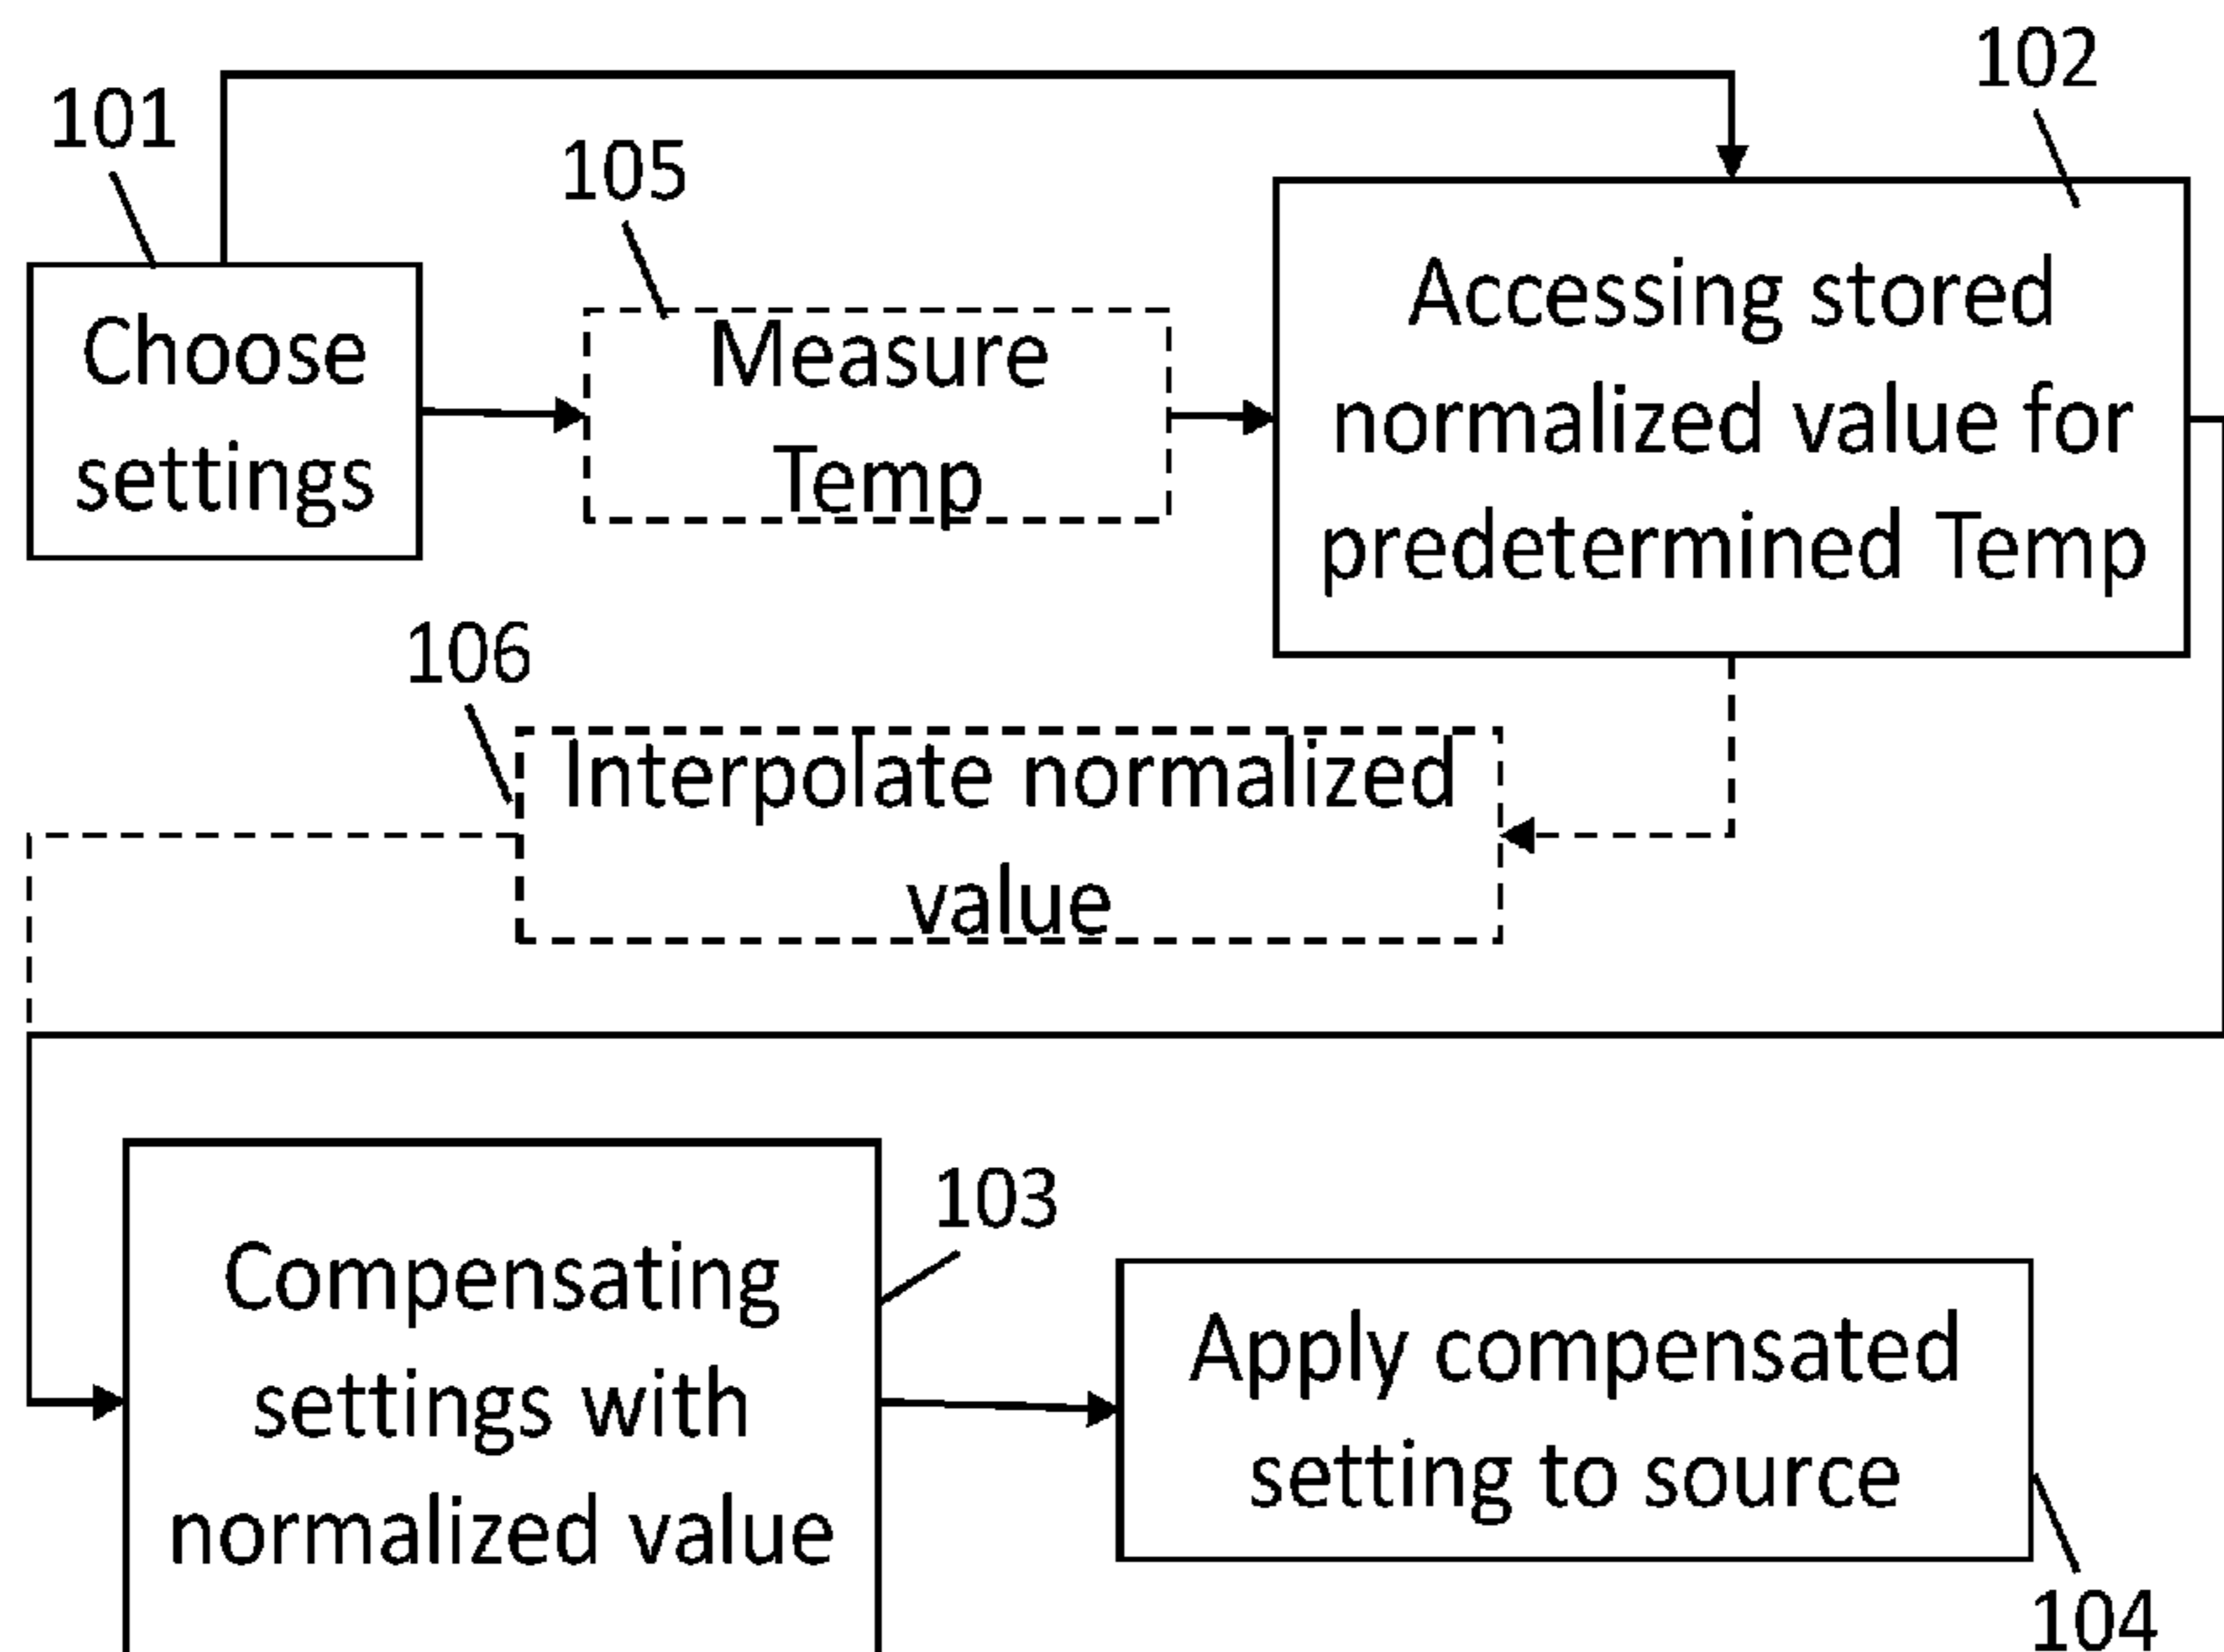 101
Choose
settings
105
Measure
Temp
102
Accessing stored
normalized value for
predetermined Temp
106
Interpolate normalized
value
103
Compensating
settings with
normalized value
Apply compensated
setting to source
104